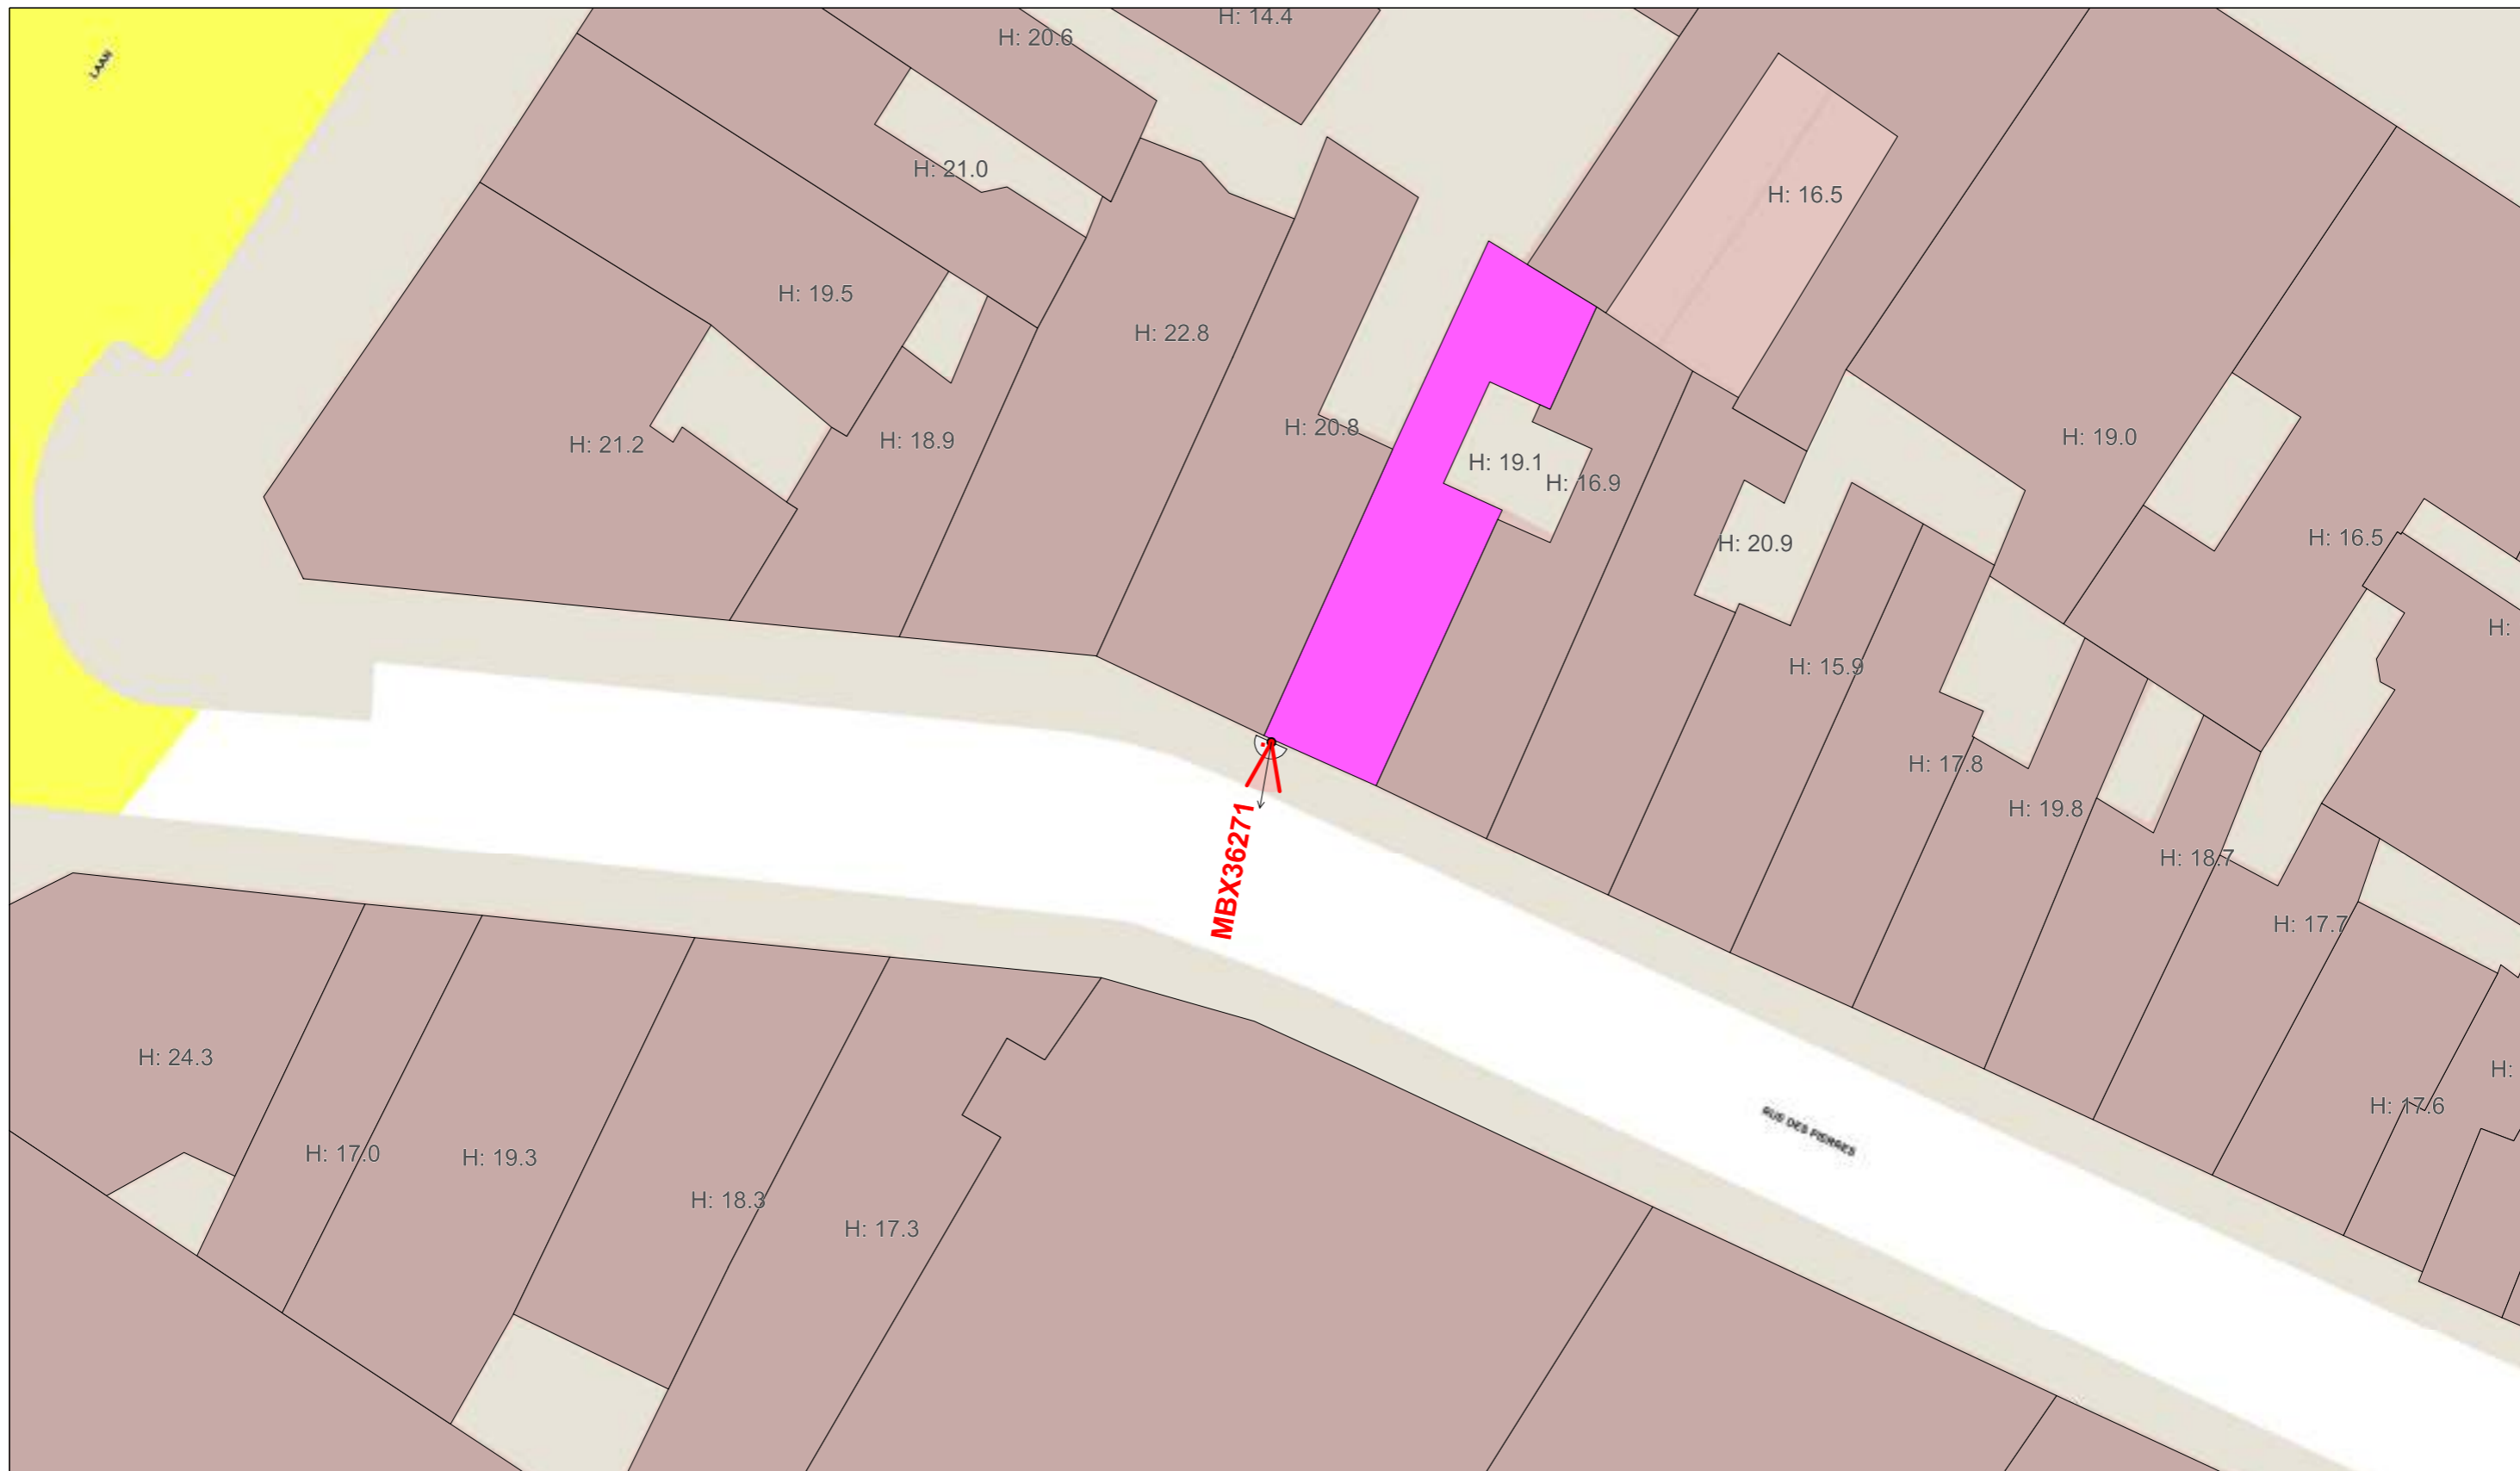 H: 14.4
H: 20.6
LAAN
H: 21.0
H: 16.5
H: 19.5
H: 22.8
H: 20.8
H: 19.0
H: 21.2
H: 18.9
H: 19.1
H: 16.9
H: 20.9
H: 16.5
H:
H: 15.9
H: 17.8
H: 19.8
MBX36271
H: 18.7
H: 17.7
H: 24.3
H:
H: 17.6
RUE DES PIERRES
H: 17.0
H: 19.3
H: 18.3
H: 17.3